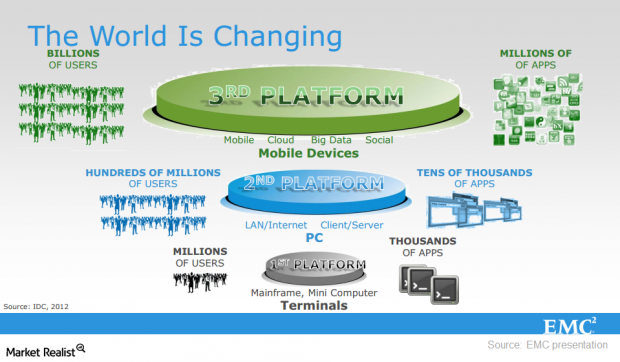 The World Is Changing
BILLIONS
OF USERS
MILLIONS OF
OF APPS
3RD PLATFORM
Mobile Cloud Big Data Social
Mobile Devices
HUNDREDS OF MILLIONS
OF USERS
TENS OF THOUSANDS
OF APPS
2ND PLATFORM
LAN/Internet Client/Server
PC
MILLIONS
OF USERS
THOUSANDS
OF APPS
1ST PLATFORM
Mainframe, Mini Computer
Terminals
Source: IDC, 2012
EMC²
Market Realist
Source: EMC presentation